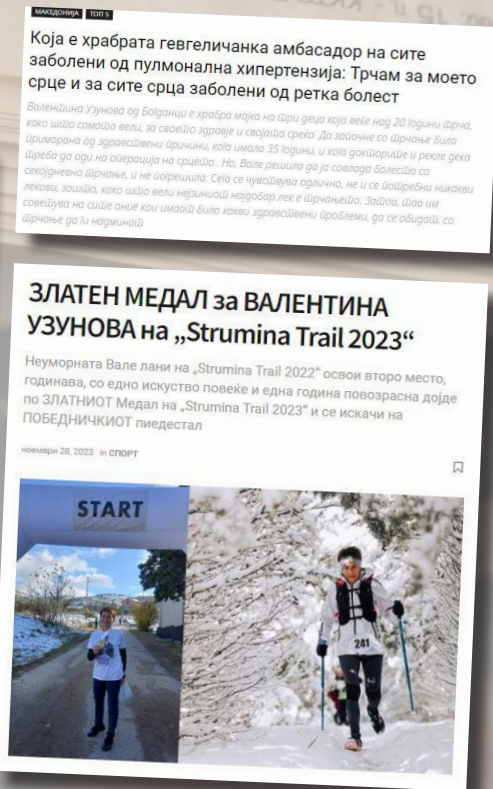 МАКЕДОНИЈА ТОП 5
Која е храбрата гевгеличанка амбасадор на сите
заболени од пулмонална хипертензија: Трчам за моето
срце и за сите срца заболени од ретка болест
Валентина Узунова од Богданци е храбра мајка на три деца која веќе над 20 години трча,
како што самата вели, за своето здравје и својата среќа. Да започне со трчање била
приморана од здравствени причини, кога имала 35 години, и кога докторите и рекле дека
треба да оди на операција на срцето.. Но, Вале решила да ја совлада болеста со
секојдневно трчање, и не погрешила. Сега се чувствува одлично, не и се потребни никакви
лекови, зошто, како што вели нејзиниот најдобар лек е трчањето. Затоа, таа им
советува на сите оние кои имаат било какви здравствени проблеми, да се обидат, со
трчање да ги надминат
ЗЛАТЕН МЕДАЛ за ВАЛЕНТИНА
УЗУНОВА на „Strumina Trail 2023“
Неуморната Вале лани на „Strumina Trail 2022“ освои второ место,
годинава, со едно искуство повеќе и една година повозрасна дојде
по ЗЛАТНИОТ Медал на „Strumina Trail 2023“ и се искачи на
ПОБЕДНИЧКИОТ пиедестал
ноември 28, 2023 in СПОРТ
START
241